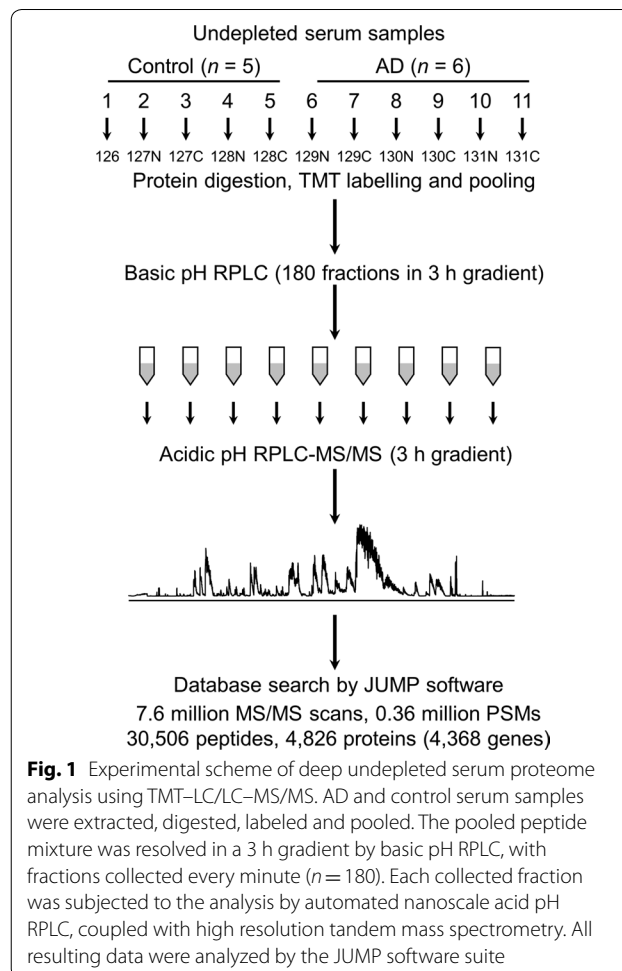 Undepleted serum samples
Control (n = 5) AD (n = 6)
1 2 3 4 5 6 7 8 9 10 11
126 127N 127C 128N 128C 129N 129C 130N 130C 131N 131C
Protein digestion, TMT labelling and pooling
Basic pH RPLC (180 fractions in 3 h gradient)
Acidic pH RPLC-MS/MS (3 h gradient)
Database search by JUMP software
7.6 million MS/MS scans, 0.36 million PSMs
30,506 peptides, 4,826 proteins (4,368 genes)
Fig. 1 Experimental scheme of deep undepleted serum proteome
analysis using TMT–LC/LC–MS/MS. AD and control serum samples
were extracted, digested, labeled and pooled. The pooled peptide
mixture was resolved in a 3 h gradient by basic pH RPLC, with
fractions collected every minute (n = 180). Each collected fraction
was subjected to the analysis by automated nanoscale acid pH
RPLC, coupled with high resolution tandem mass spectrometry. All
resulting data were analyzed by the JUMP software suite